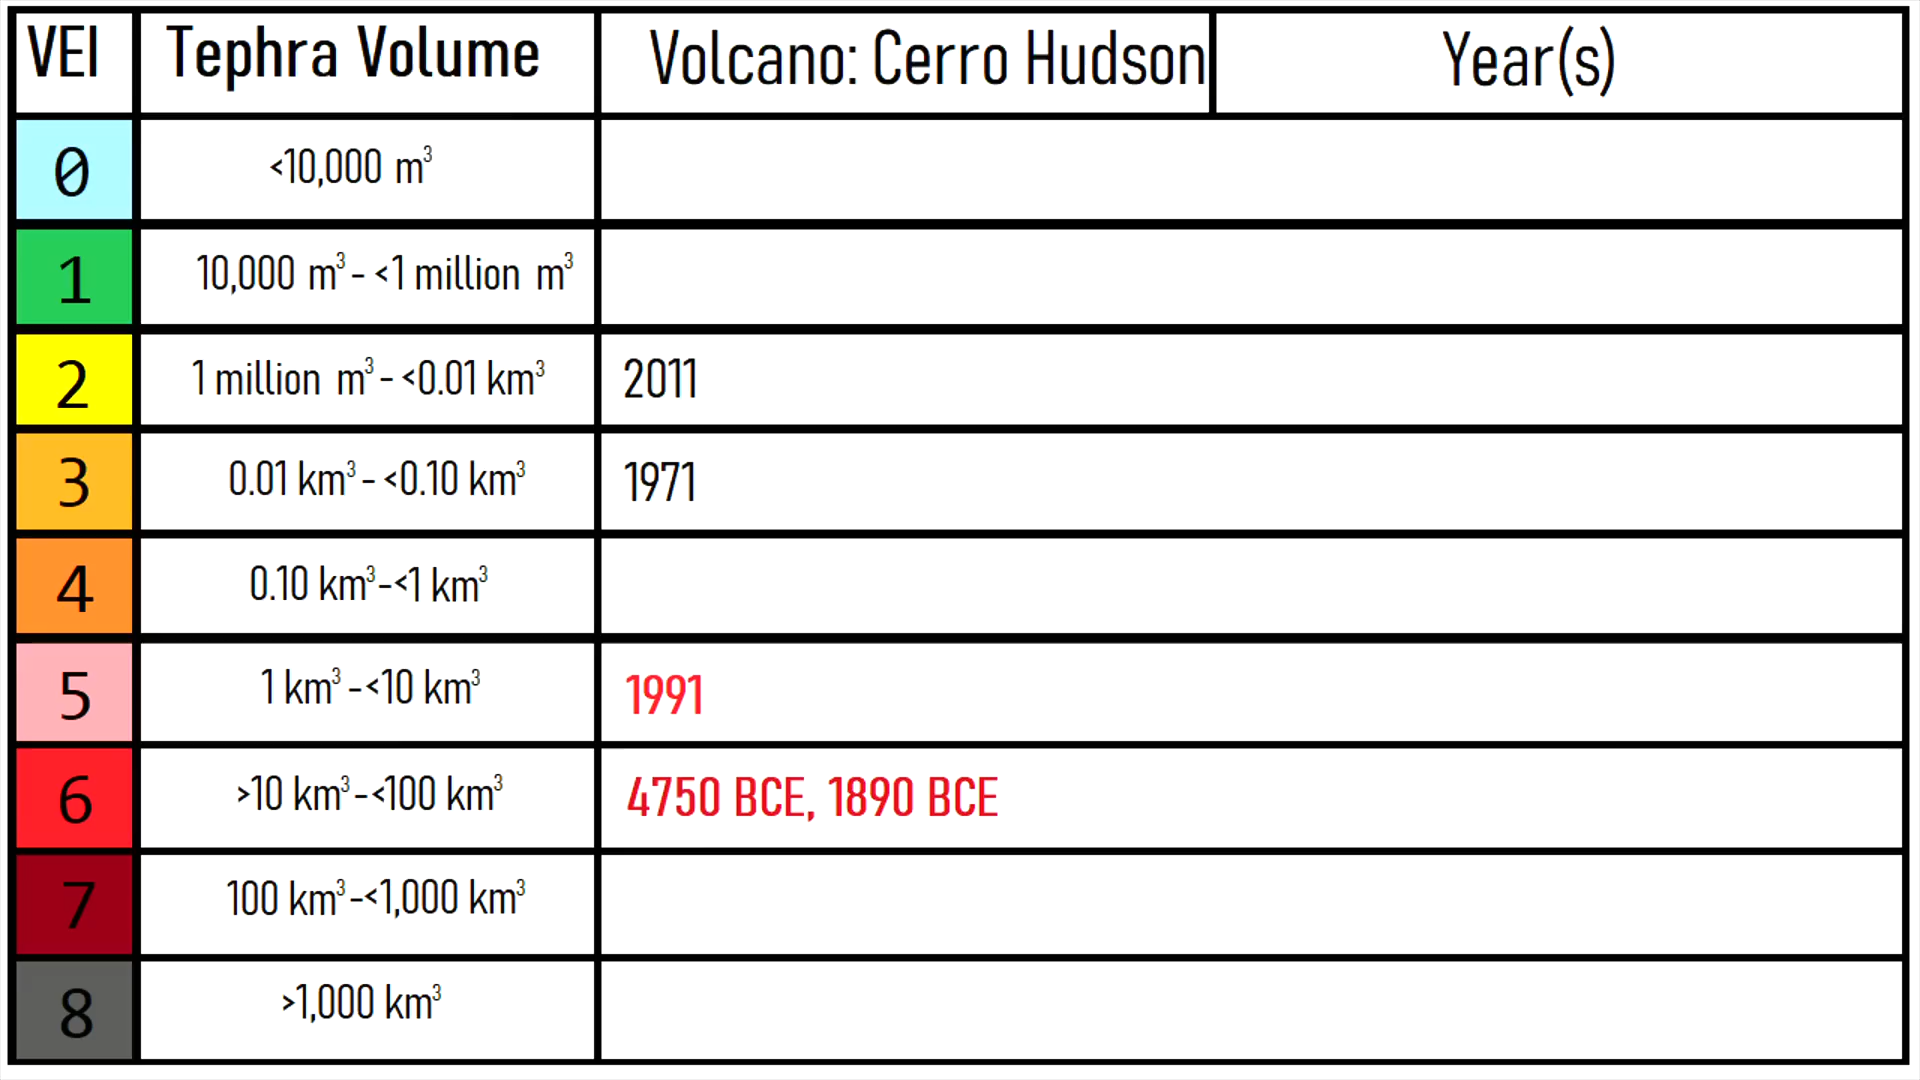 VEI Tephra Volume Volcano: Cerro Hudson Year(s)
0 <10,000 m³
1 10,000 m³ - <1 million m³
2 1 million m³ - <0.01 km³ 2011
3 0.01 km³ - <0.10 km³ 1971
4 0.10 km³-<1 km³
5 1 km³ -<10 km³ 1991
6 >10 km³-<100 km³ 4750 BCE, 1890 BCE
7 100 km³-<1,000 km³
8 >1,000 km³